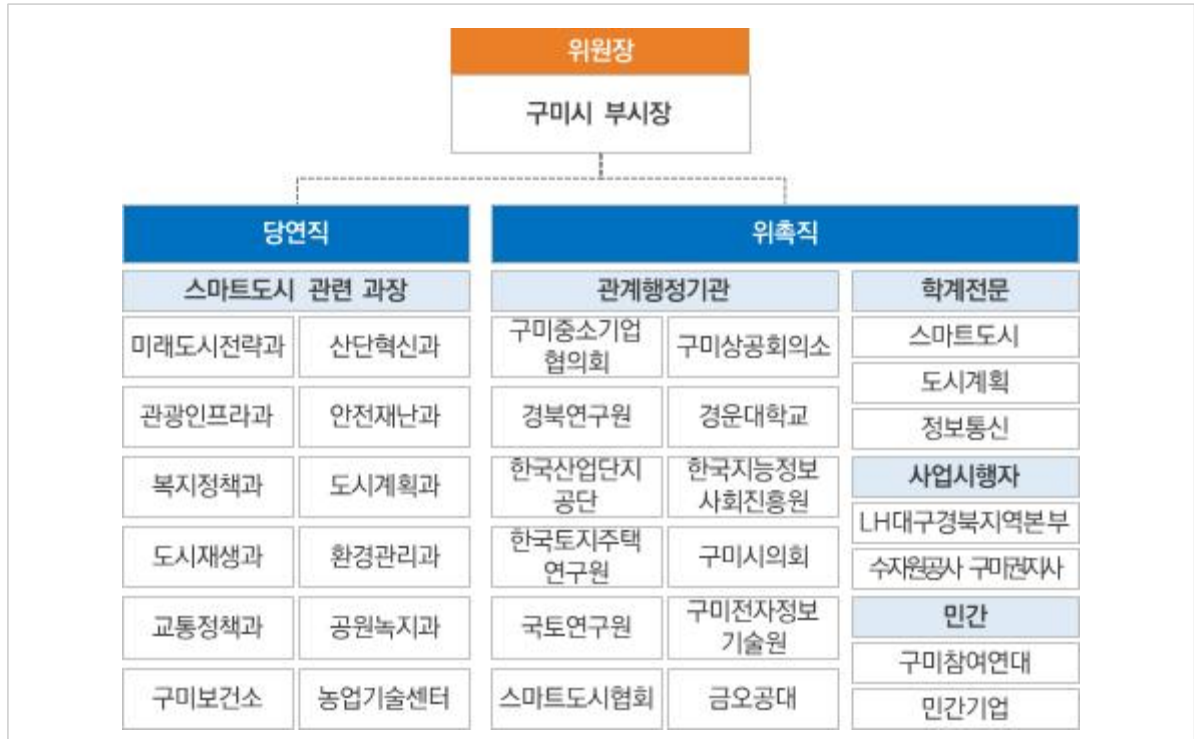 위원장
구미시 부시장
당연직
위촉직
스마트도시 관련 과장
관계행정기관
학계전문
미래도시전략과
산단혁신과
구미중소기업
협의회
구미상공회의소
스마트도시
도시계획
관광인프라과
안전재난과
경북연구원
경운대학교
정보통신
복지정책과
도시계획과
한국산업단지
공단
한국지능정보
사회진흥원
사업시행자
LH대구경북지역본부
도시재생과
환경관리과
한국토지주택
연구원
구미시의회
수자원공사 구미권지사
교통정책과
공원녹지과
국토연구원
구미전자정보
기술원
민간
구미참여연대
구미보건소
농업기술센터
스마트도시협회
금오공대
민간기업